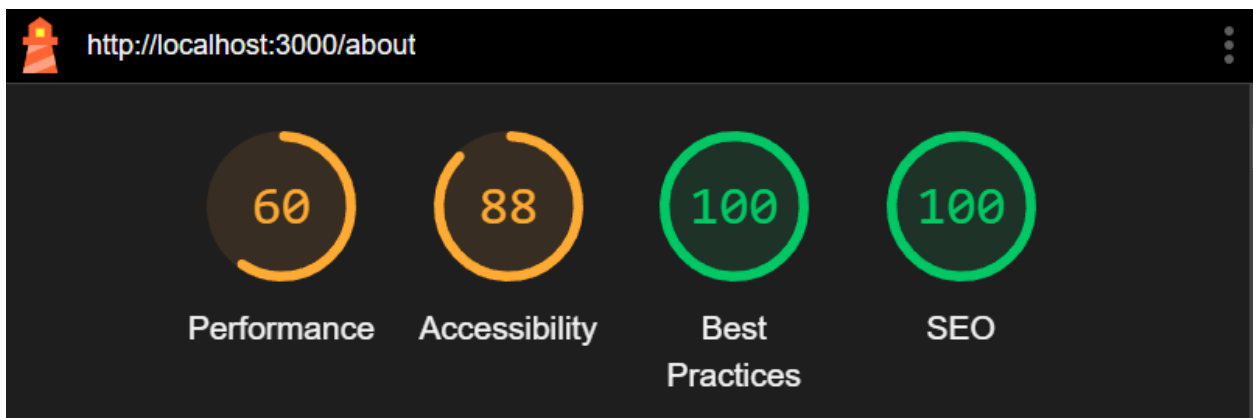 http://localhost:3000/about
60
88
100
100
Performance
Accessibility
Best
Practices
SEO